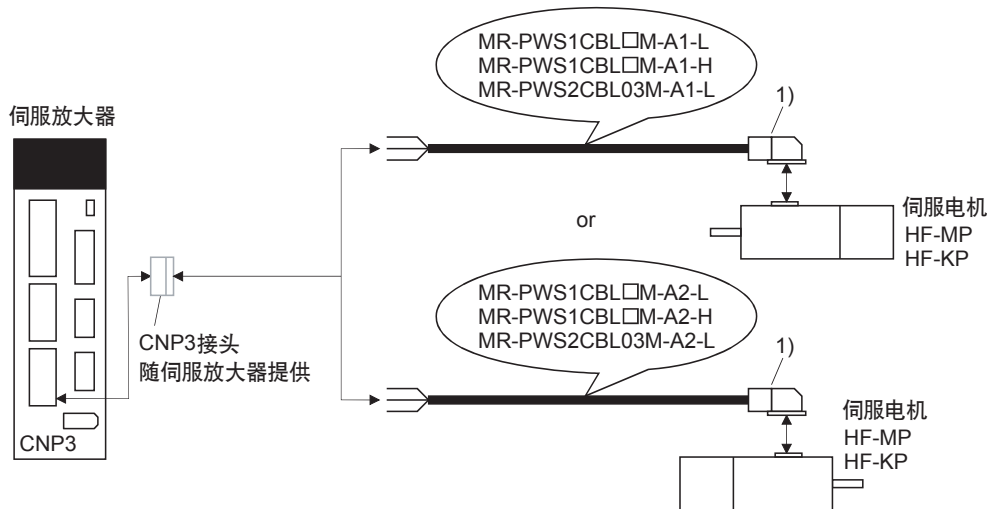 MR-PWS1CBL□M-A1-L
MR-PWS1CBL□M-A1-H
MR-PWS2CBL03M-A1-L
1)
伺服放大器
伺服电机
HF-MP
HF-KP
or
CNP3接头
随伺服放大器提供
MR-PWS1CBL□M-A2-L
MR-PWS1CBL□M-A2-H
MR-PWS2CBL03M-A2-L
1)
伺服电机
HF-MP
HF-KP
CNP3